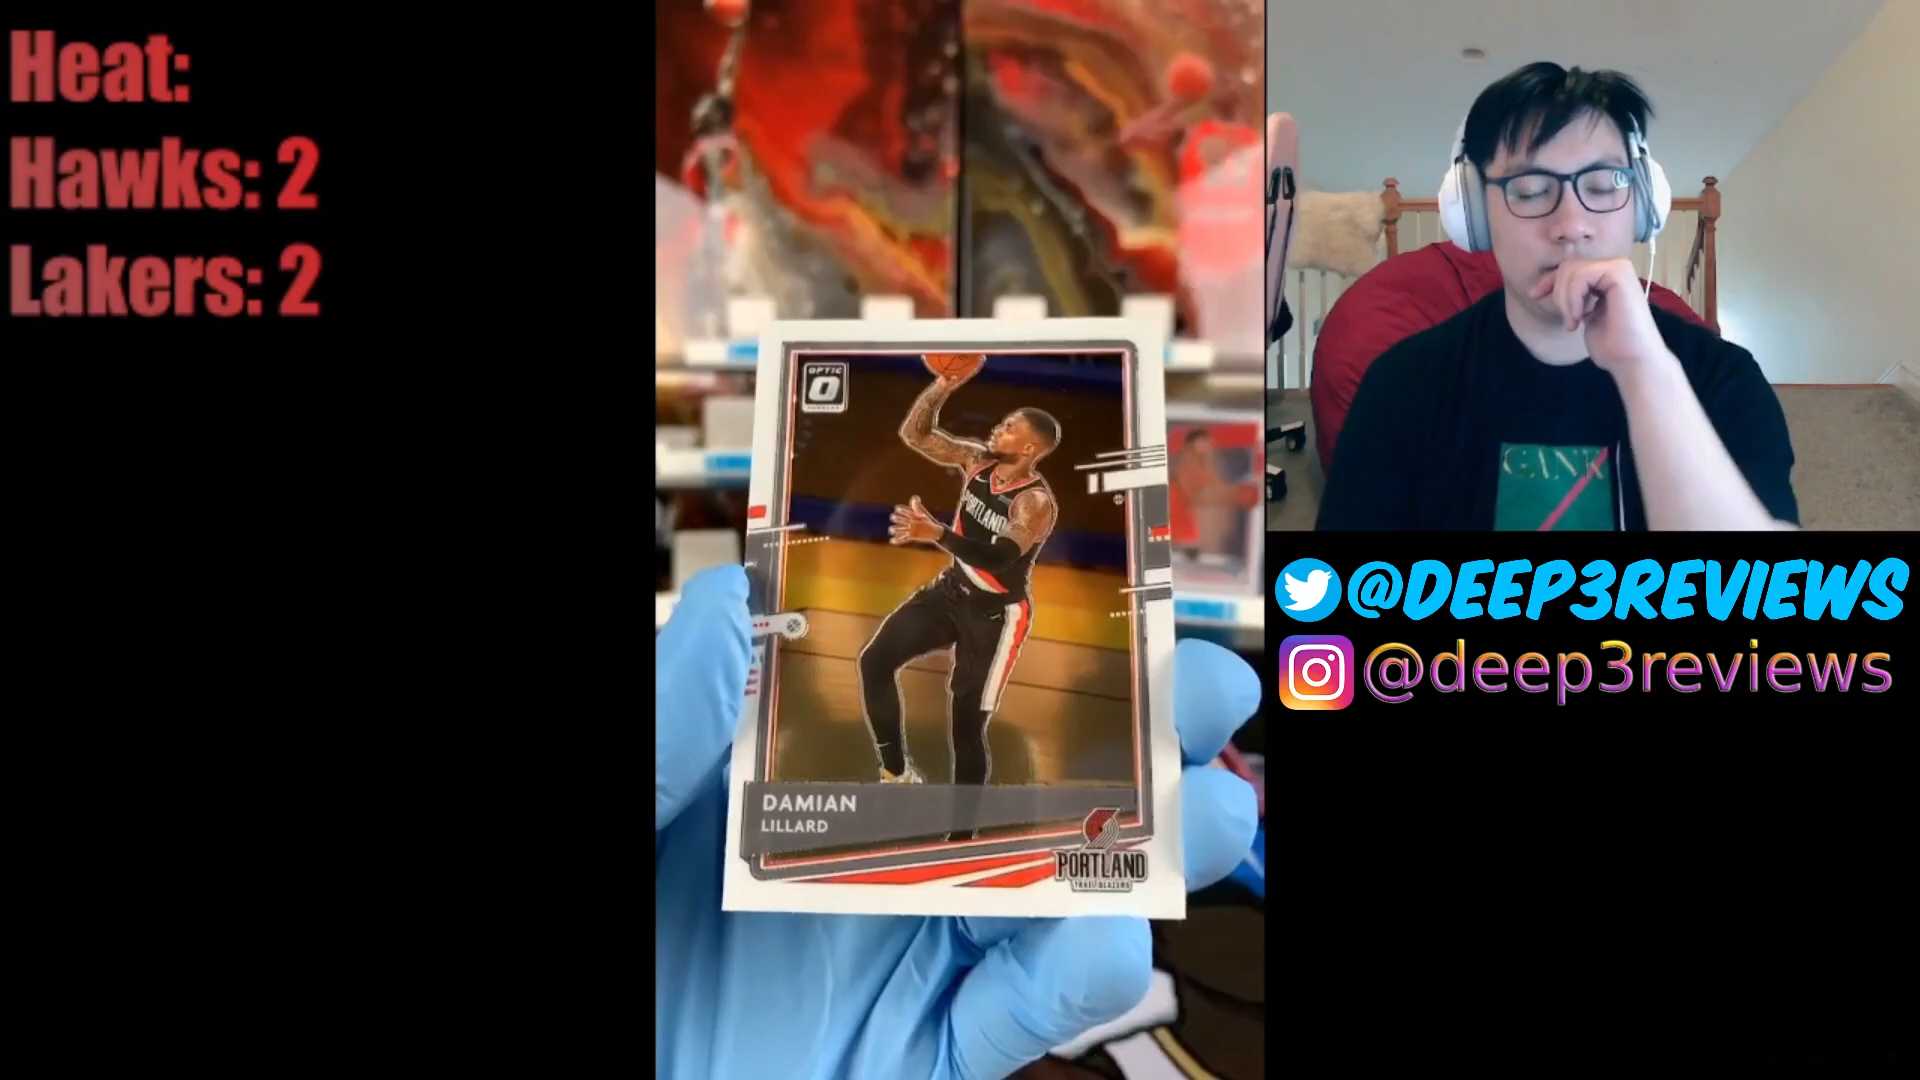 Heat:
Hawks: 2
Lakers: 2
OPTIC
PORTLAND
DAMIAN
LILLARD
PORTLAND
TRAIL BLAZERS
@DEEP3REVIEWS
@deep3reviews